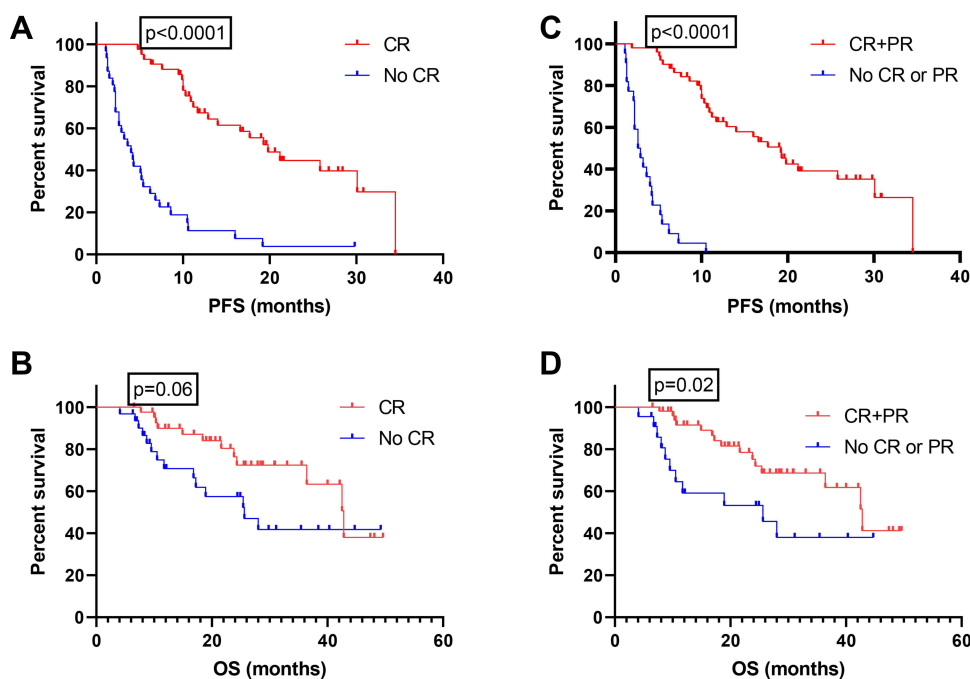 A
p<0.0001
CR
No CR
Percent survival
100
80
60
40
20
0
0 10 20 30 40
PFS (months)
C
p<0.0001
CR+PR
No CR or PR
Percent survival
100
80
60
40
20
0
0 10 20 30 40
PFS (months)
B
p=0.06
CR
No CR
Percent survival
100
80
60
40
20
0
0 20 40 60
OS (months)
D
p=0.02
CR+PR
No CR or PR
Percent survival
100
80
60
40
20
0
0 20 40 60
OS (months)